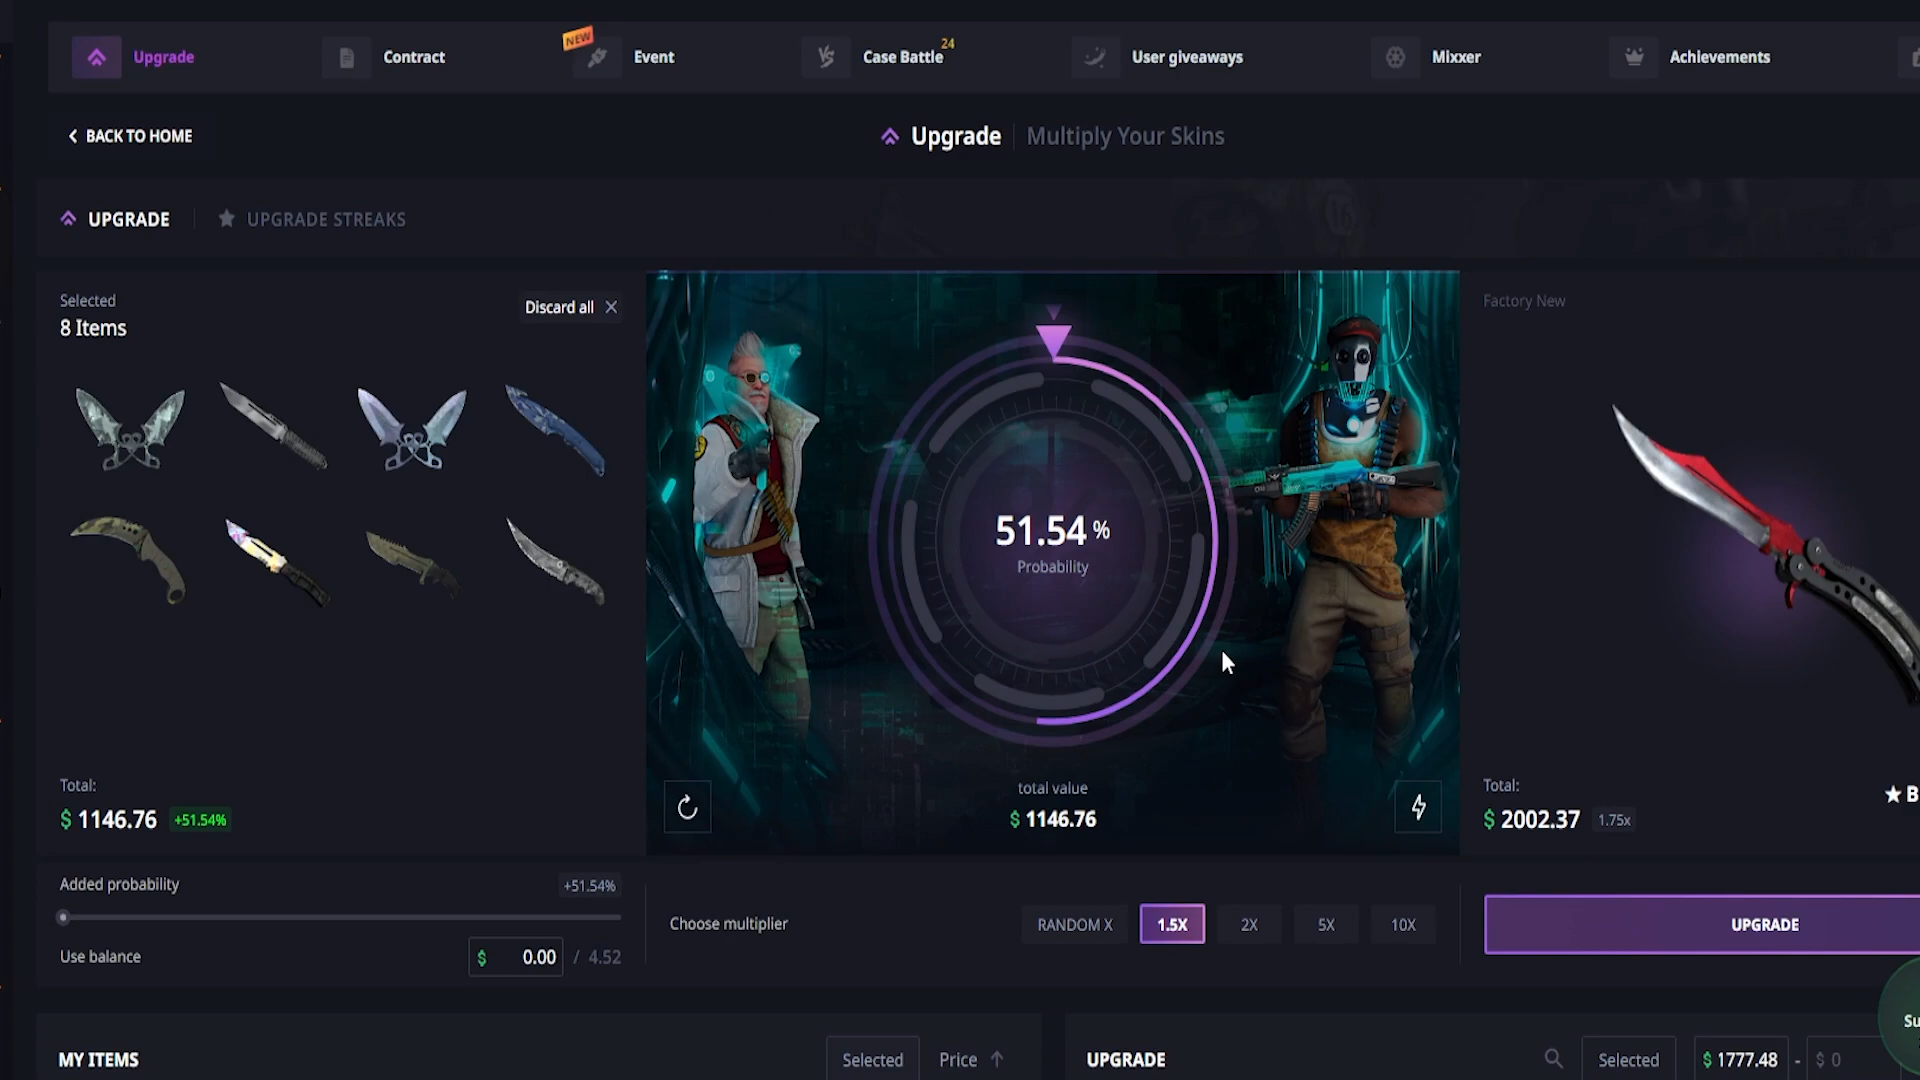 Upgrade
Contract
NEW
Event
Case Battle
24
User giveaways
Mixxer
Achievements
BACK TO HOME
Upgrade
Multiply Your Skins
UPGRADE
UPGRADE STREAKS
Selected
8 Items
Discard all
Factory New
51.54 %
Probability
Total:
$ 1146.76
+51.54%
total value
$ 1146.76
Total:
$ 2002.37
1.75x
★ B
Added probability
+51.54%
Use balance
$ 0.00 / 4.52
Choose multiplier
RANDOM X
1.5X
2X
5X
10X
UPGRADE
Su
MY ITEMS
Selected
Price
UPGRADE
Selected
$ 1777.48 - $ 0